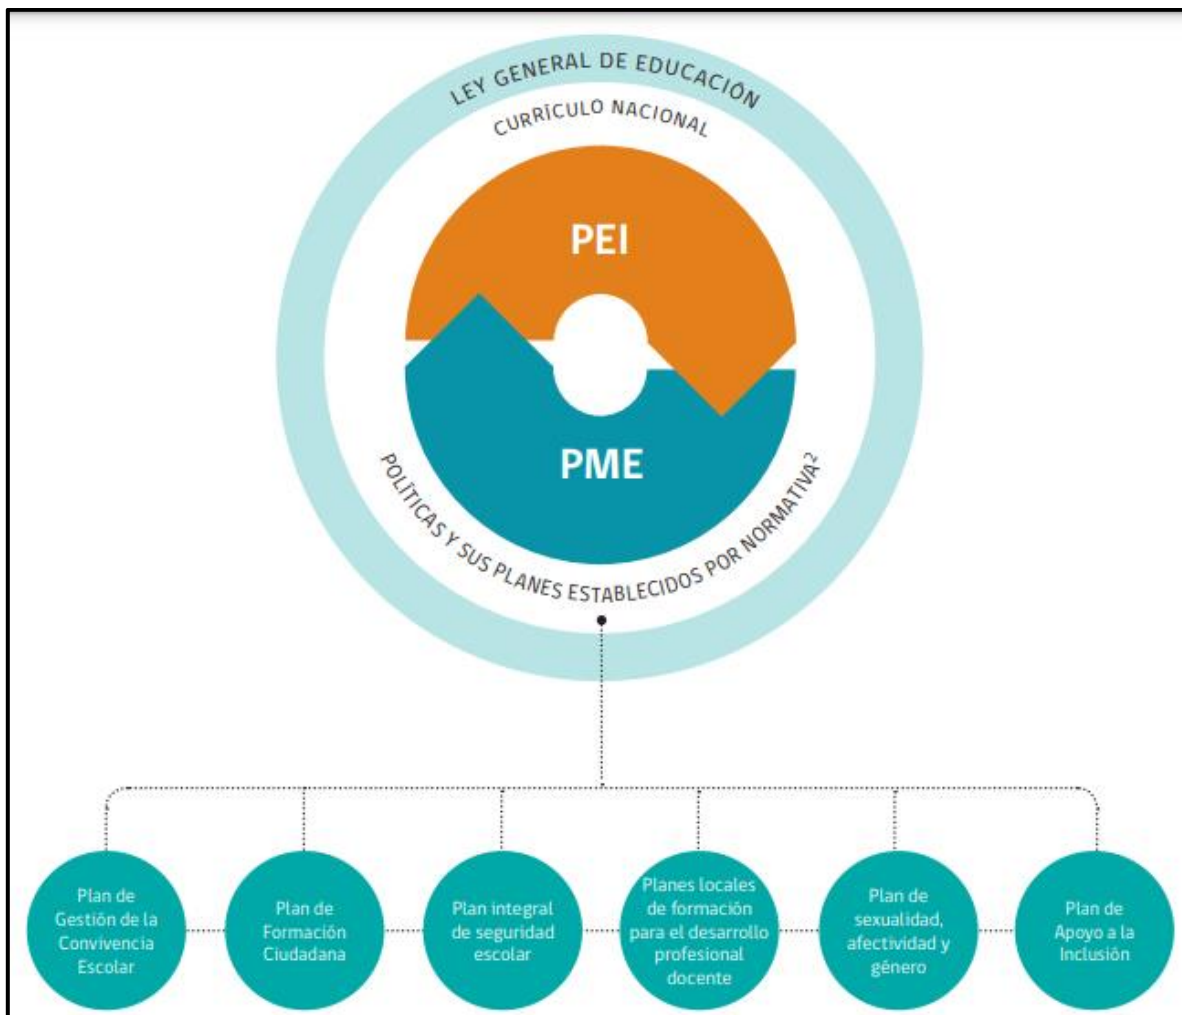 LEY GENERAL DE EDUCACIÓN
CURRÍCULO NACIONAL
PEI
PME
POLÍTICAS Y SUS PLANES ESTABLECIDOS POR NORMATIVA²
Plan de
Gestión de la
Convivencia
Escolar
Plan de
Formación
Ciudadana
Plan integral
de seguridad
escolar
Planes locales
de formación
para el desarrollo
profesional
docente
Plan de
sexualidad,
afectividad y
género
Plan de
Apoyo a la
Inclusión